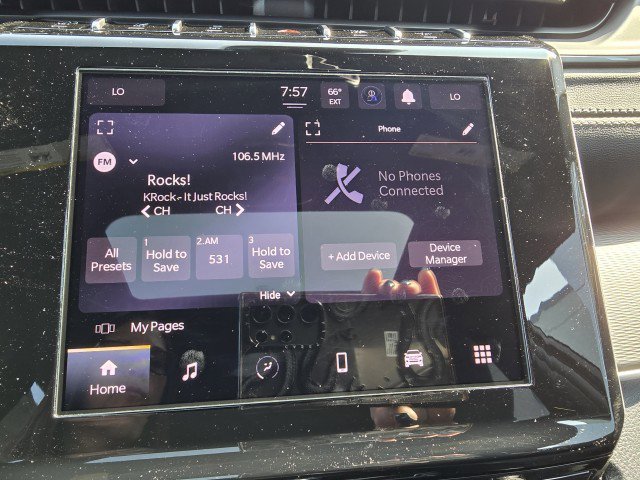 LO
7:57
66°
EXT
LO
FM
106.5 MHz
Rocks!
KRock - It Just Rocks!
CH
CH
All
Presets
1
Hold to
Save
2. AM
531
3
Hold to
Save
Phone
No Phones
Connected
+ Add Device
Device
Manager
Hide
My Pages
Home